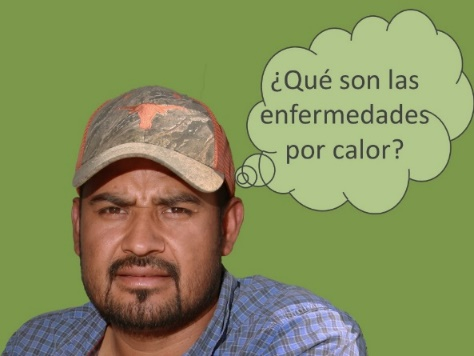 ¿Qué son las
enfermedades
por calor?